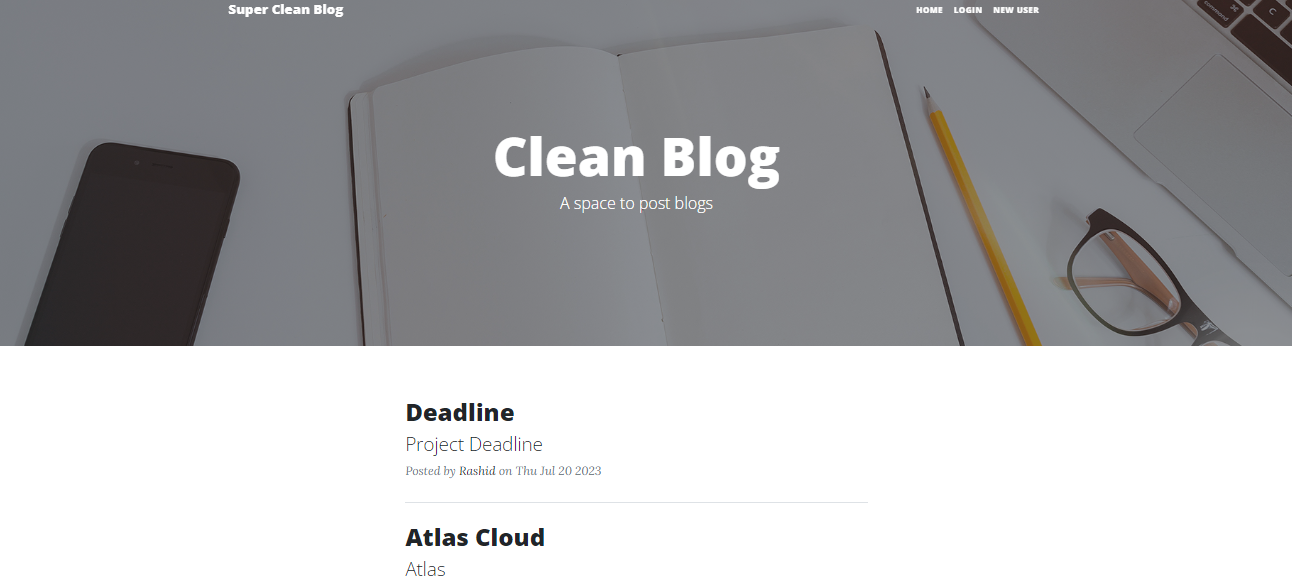 Super Clean Blog
HOME LOGIN NEW USER
command
C
Clean Blog
A space to post blogs
Deadline
Project Deadline
Posted by Rashid on Thu Jul 20 2023
Atlas Cloud
Atlas